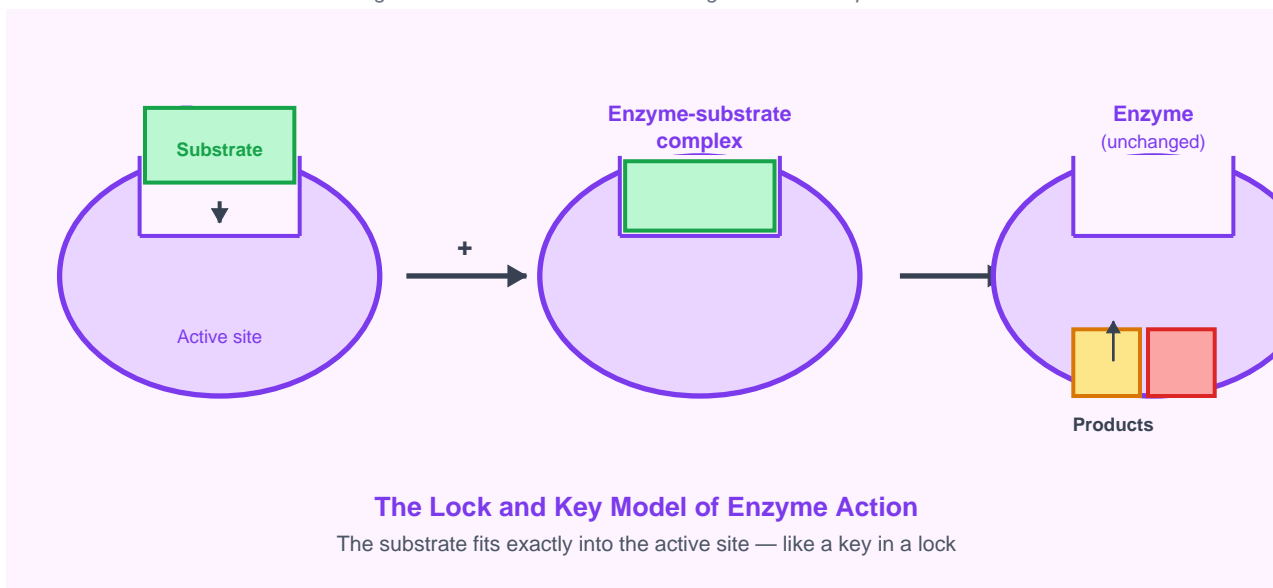 Enzyme-substrate
complex
Enzyme
(unchanged)
Substrate
+
Active site
Products
The Lock and Key Model of Enzyme Action
The substrate fits exactly into the active site — like a key in a lock